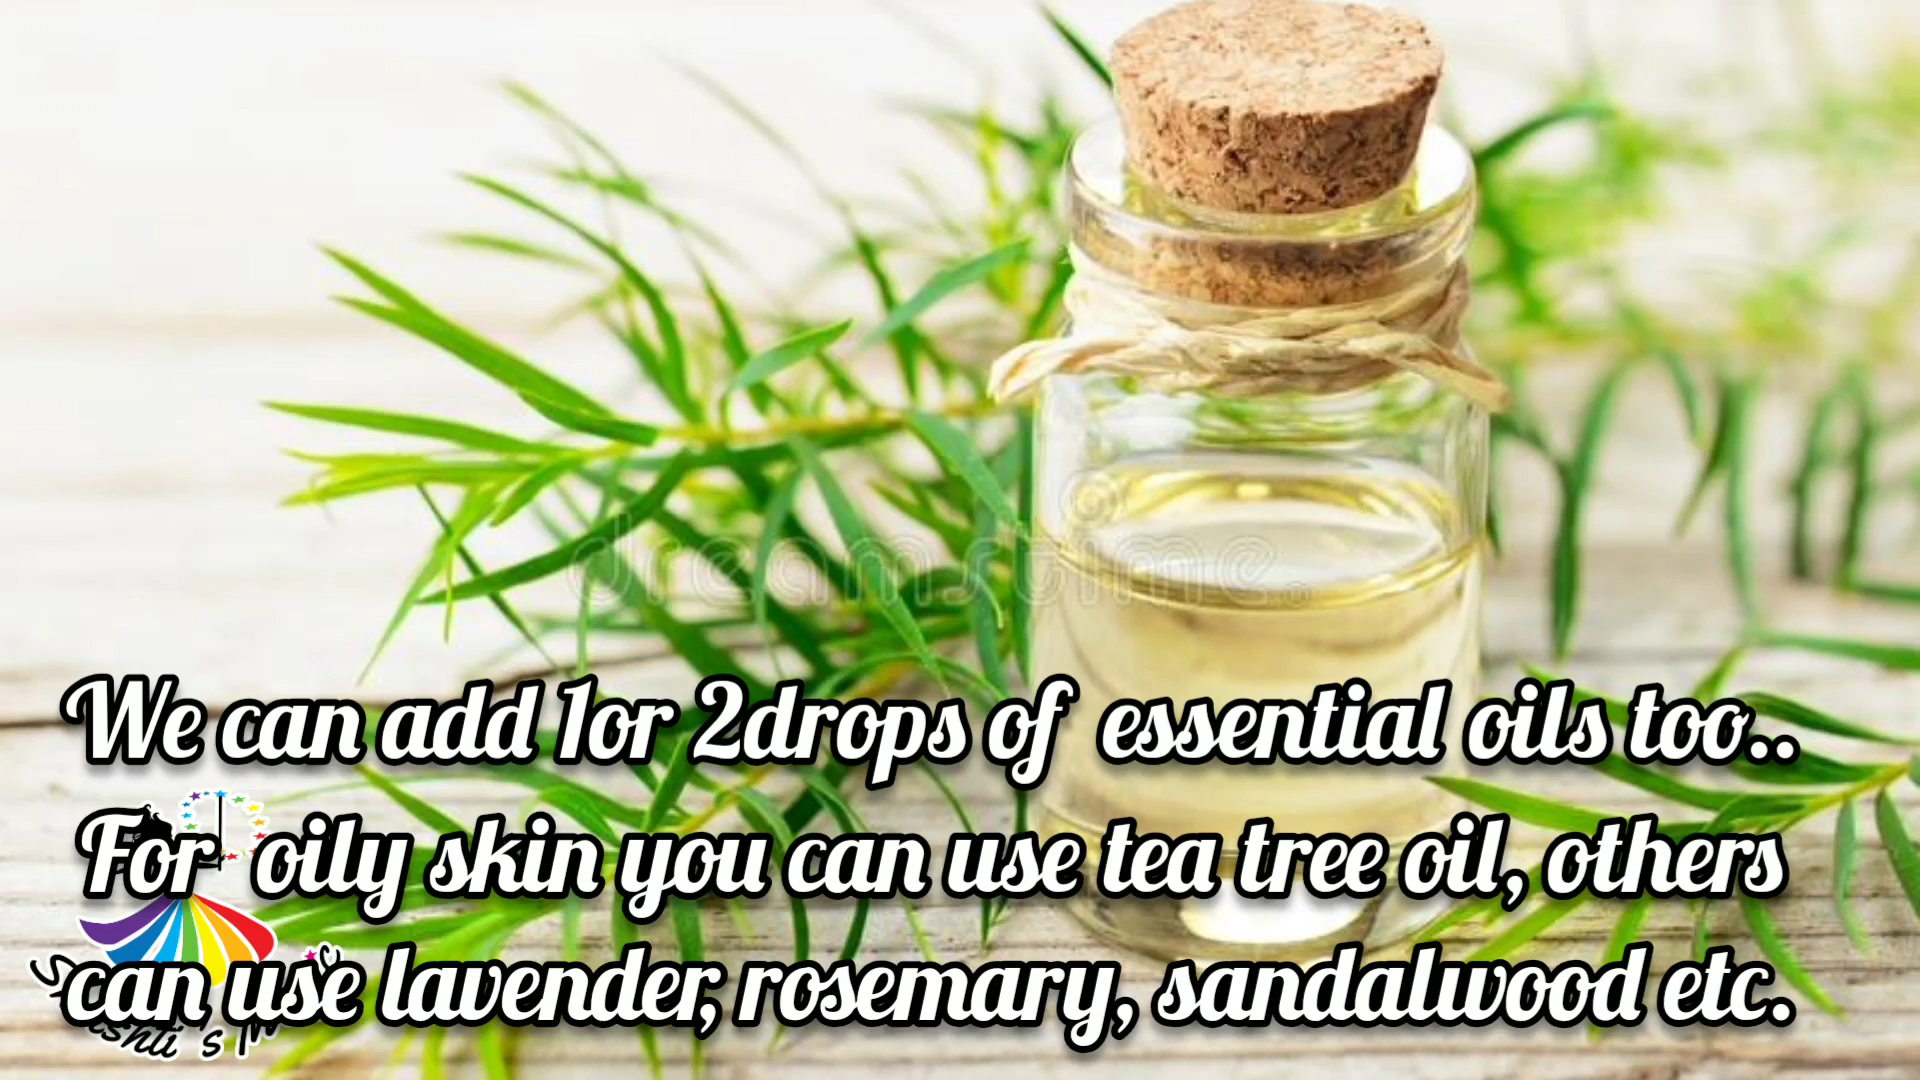 dreamstime.
We can add 1or 2drops of essential oils too..
For oily skin you can use tea tree oil, others
can use lavender, rosemary, sandalwood etc.